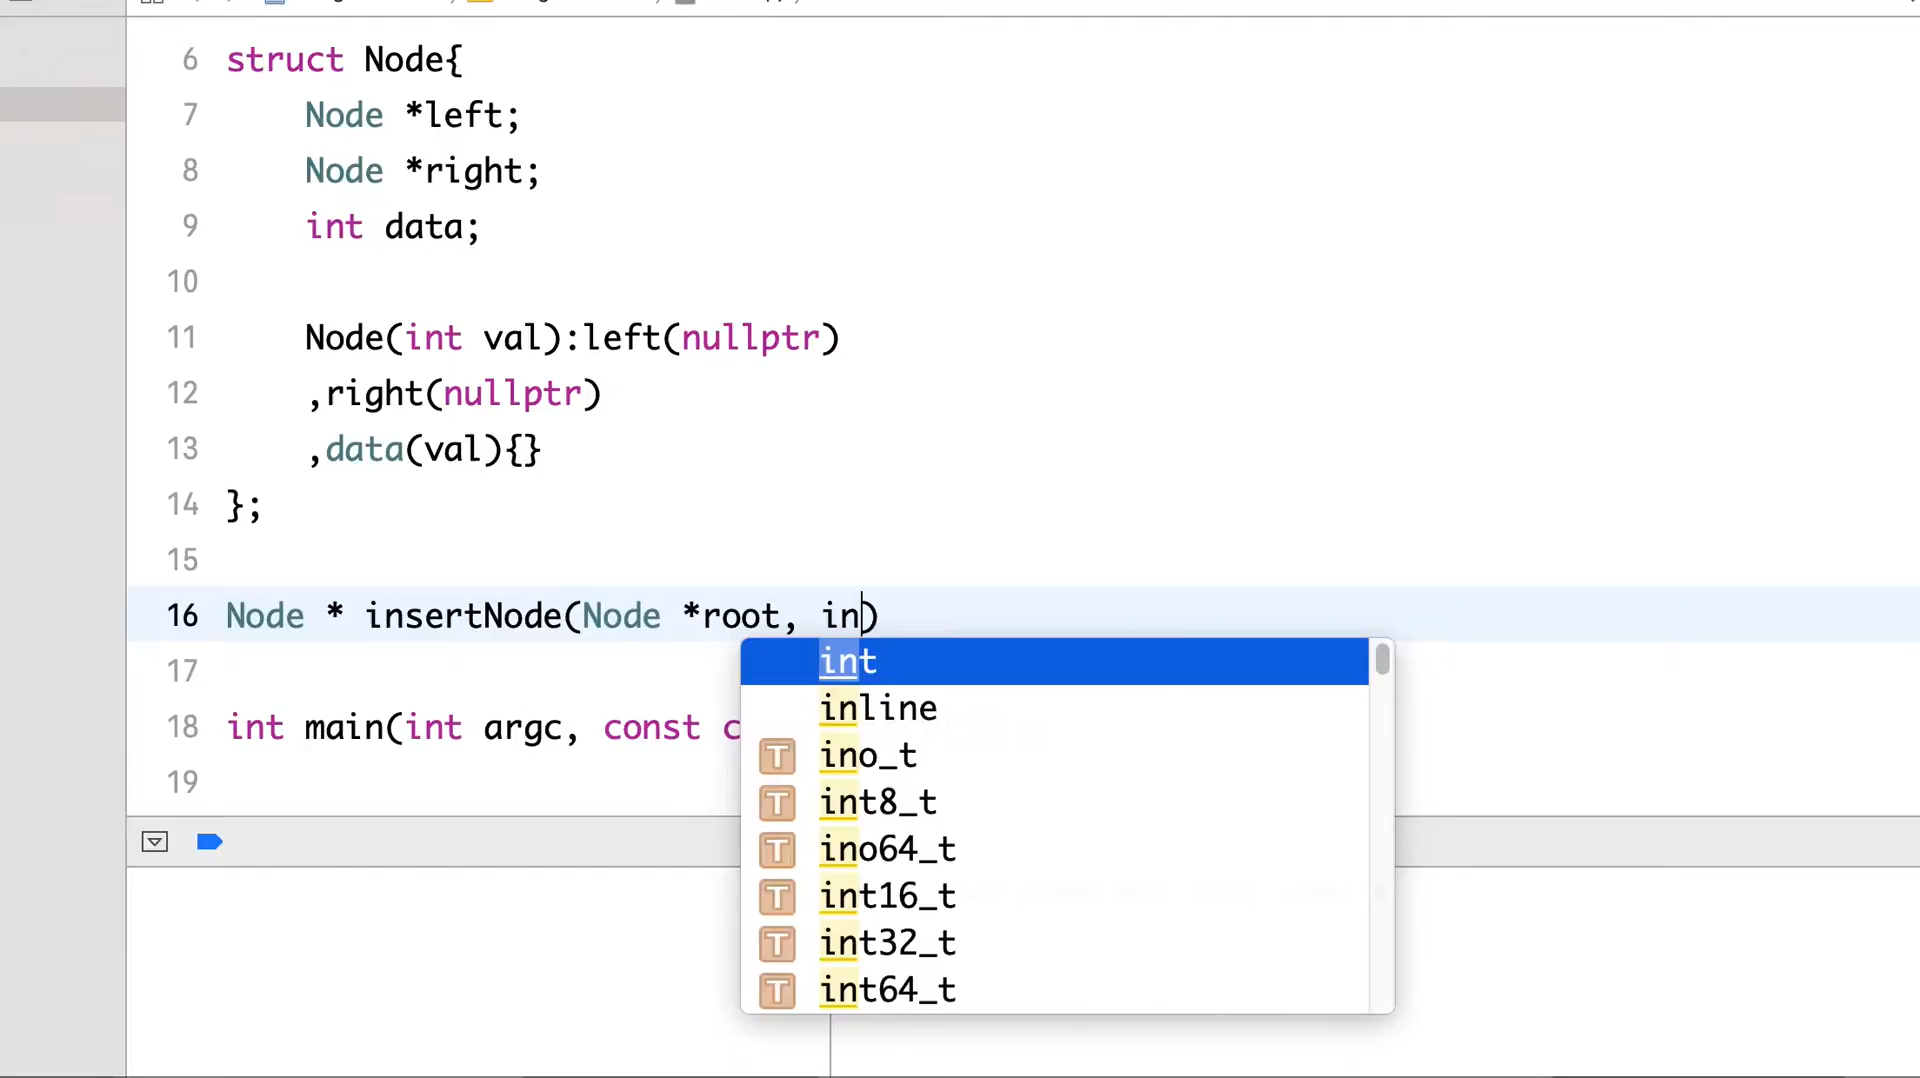 6 struct Node{
7 Node *left;
8 Node *right;
9 int data;
10
11 Node(int val):left(nullptr)
12 ,right(nullptr)
13 ,data(val){}
14 };
15
16 Node * insertNode(Node *root, in)
17
18 int main(int argc, const c
19
int
inline
T ino_t
T int8_t
T ino64_t
T int16_t
T int32_t
T int64_t